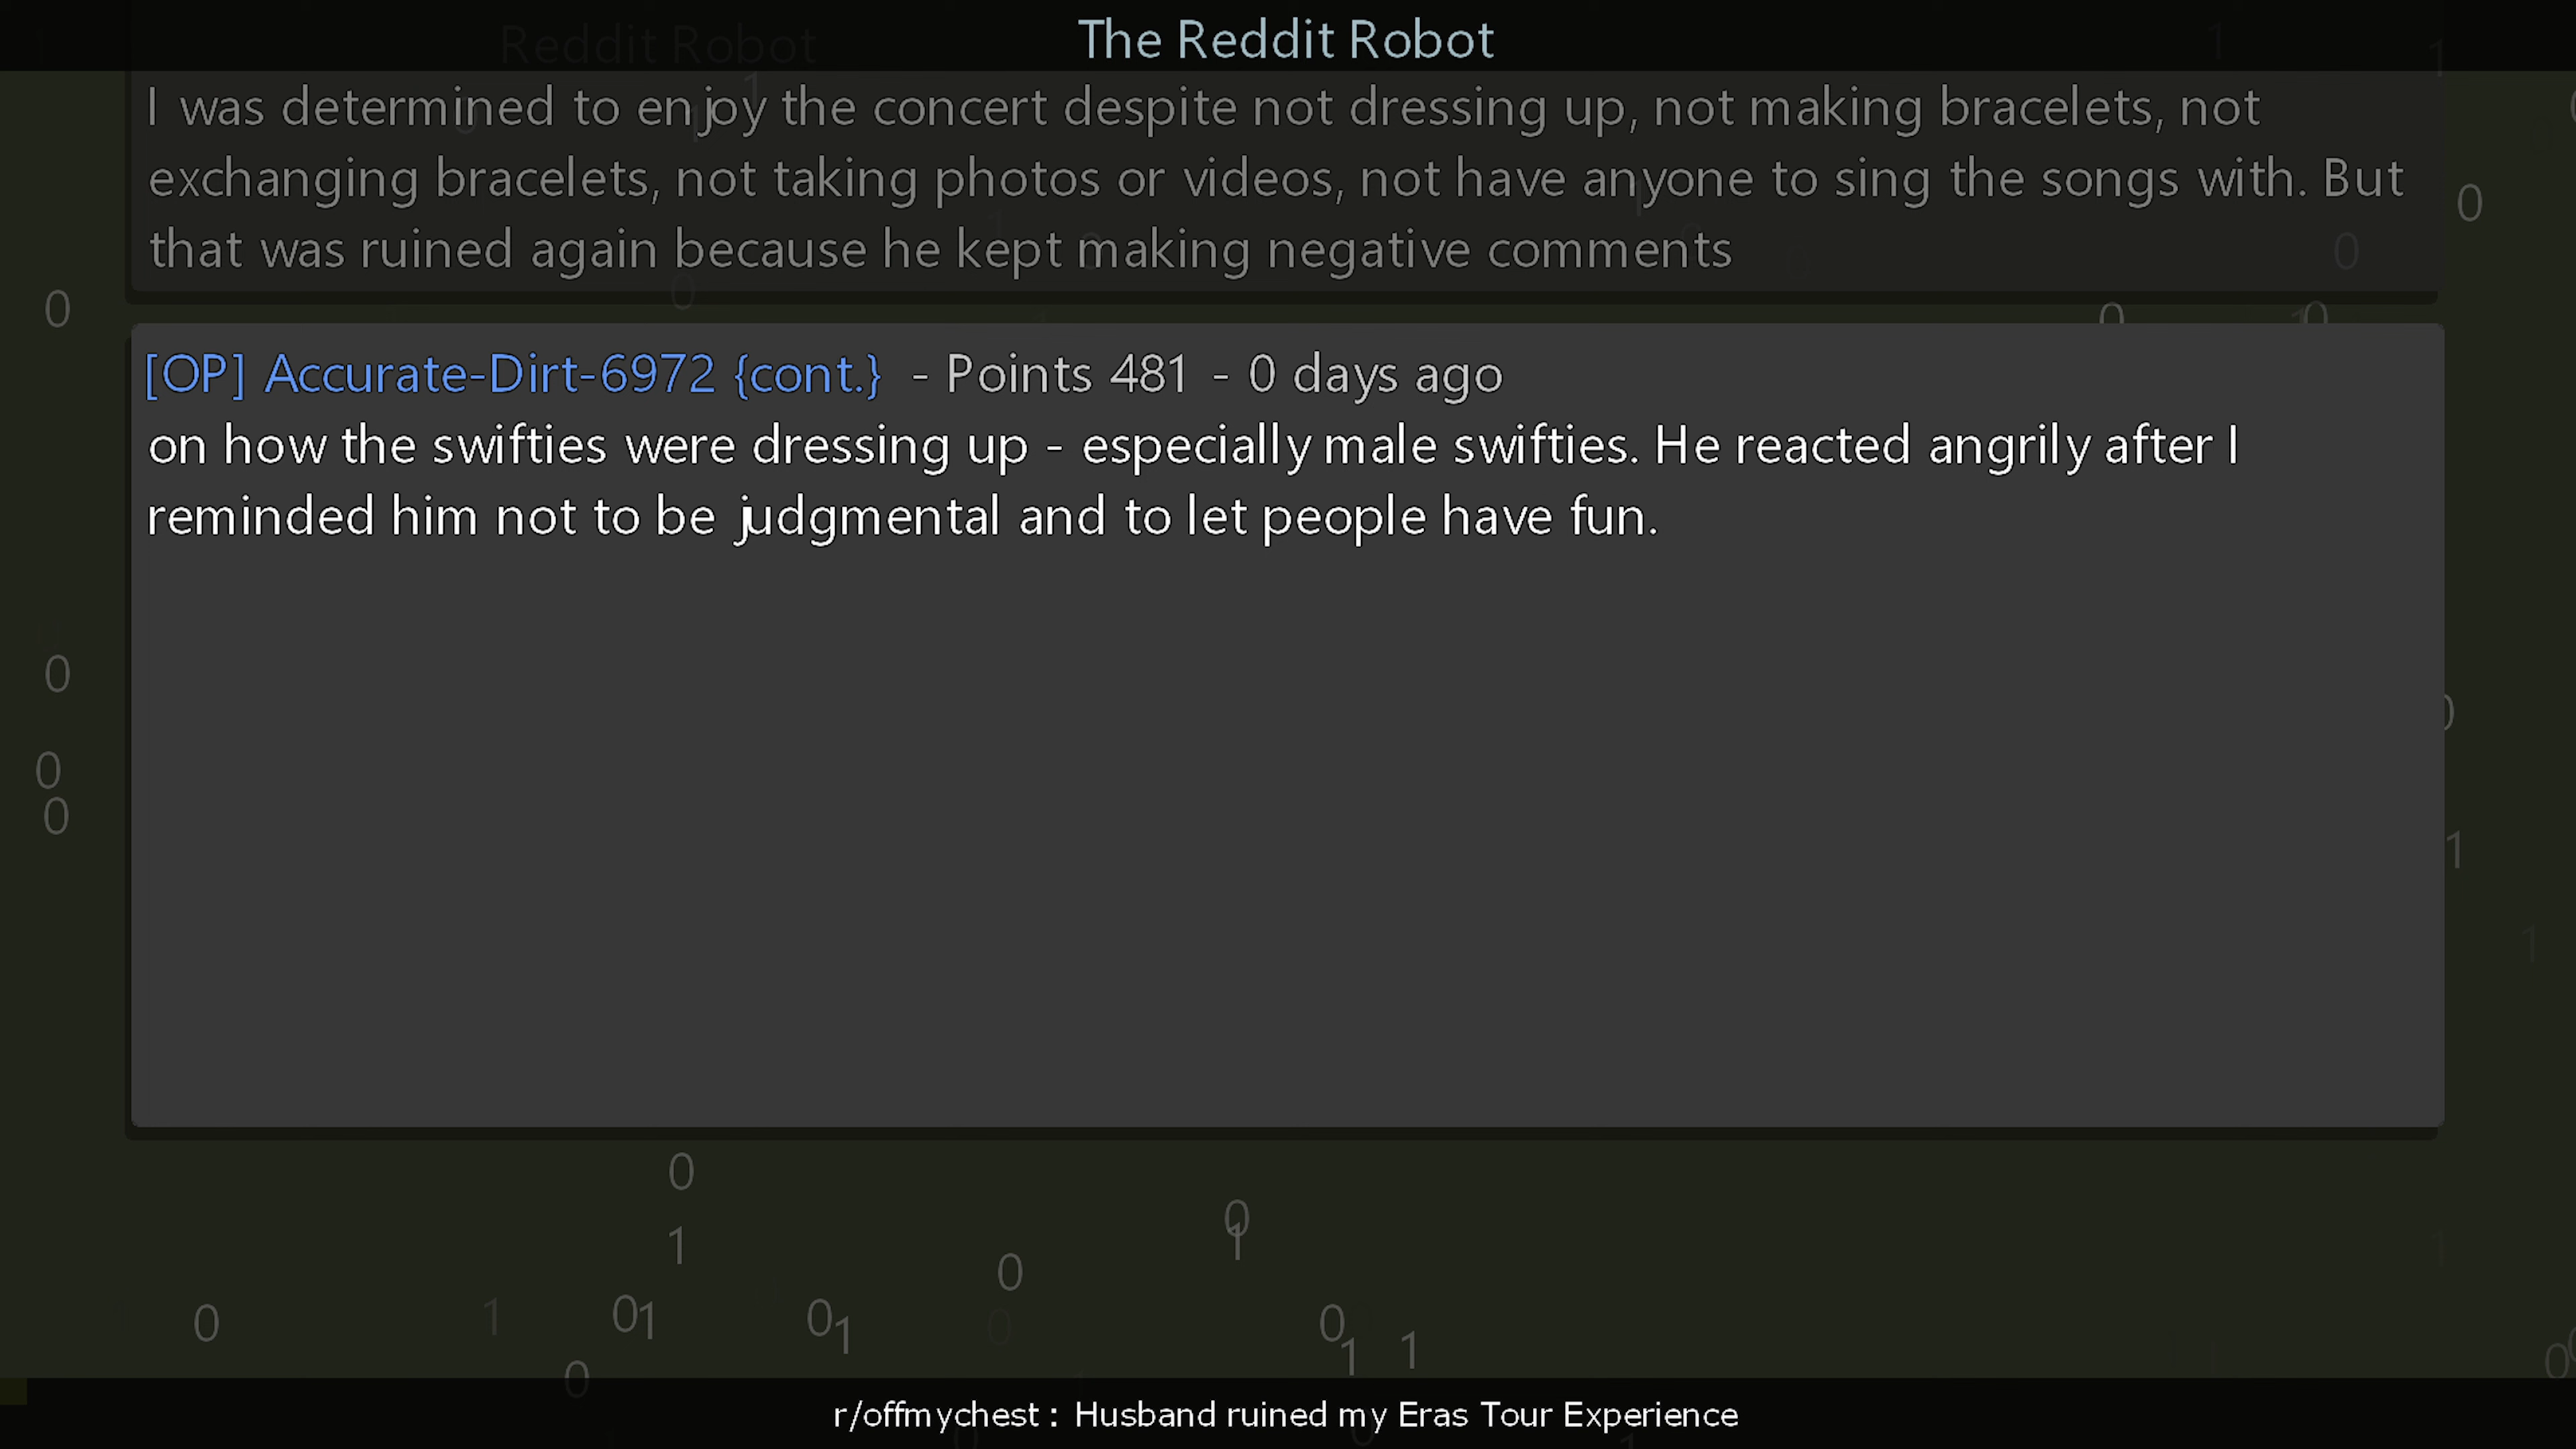 Reddit Robot
The Reddit Robot
I was determined to enjoy the concert despite not dressing up, not making bracelets, not
exchanging bracelets, not taking photos or videos, not have anyone to sing the songs with. But
that was ruined again because he kept making negative comments
[OP] Accurate-Dirt-6972 {cont.} - Points 481 - 0 days ago
on how the swifties were dressing up - especially male swifties. He reacted angrily after I
reminded him not to be judgmental and to let people have fun.
r/offmychest : Husband ruined my Eras Tour Experience